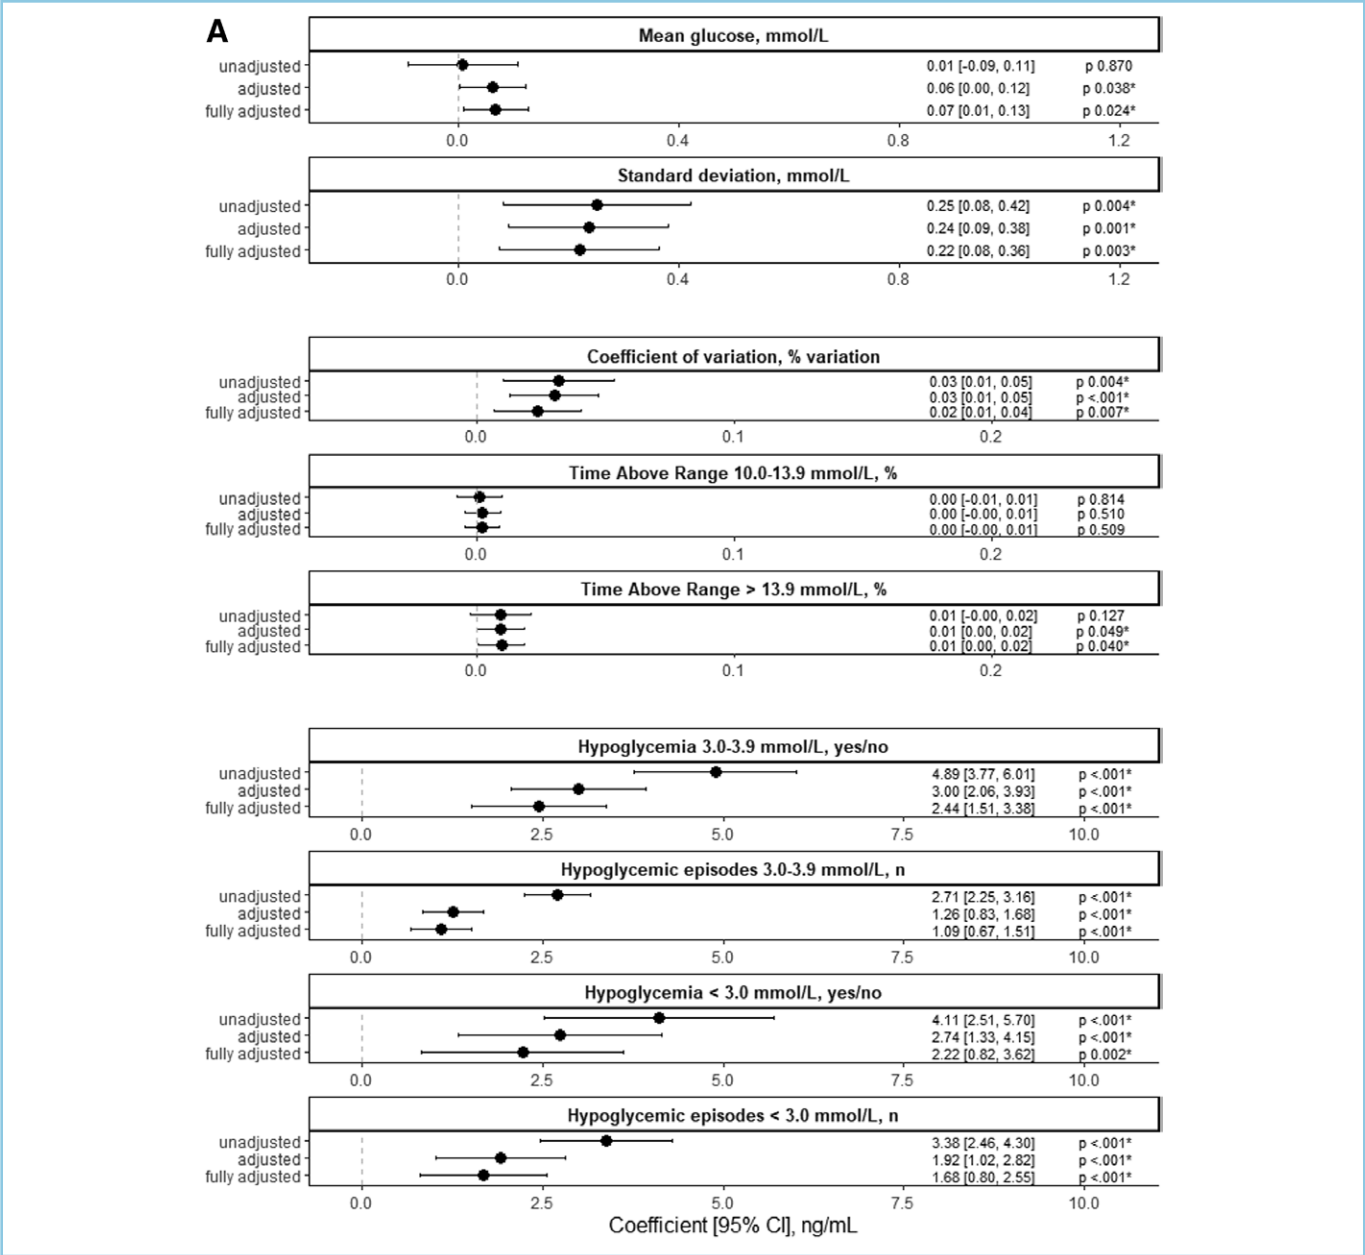 A
Mean glucose, mmol/L
unadjusted 0.01 [-0.09, 0.11] p 0.870
adjusted 0.06 [0.00, 0.12] p 0.038*
fully adjusted 0.07 [0.01, 0.13] p 0.024*
0.0 0.4 0.8 1.2
Standard deviation, mmol/L
unadjusted 0.25 [0.08, 0.42] p 0.004*
adjusted 0.24 [0.09, 0.38] p 0.001*
fully adjusted 0.22 [0.08, 0.36] p 0.003*
0.0 0.4 0.8 1.2
Coefficient of variation, % variation
unadjusted 0.03 [0.01, 0.05] p 0.004*
adjusted 0.03 [0.01, 0.05] p <.001*
fully adjusted 0.02 [0.01, 0.04] p 0.007*
0.0 0.1 0.2
Time Above Range 10.0-13.9 mmol/L, %
unadjusted 0.00 [-0.01, 0.01] p 0.814
adjusted 0.00 [-0.00, 0.01] p 0.510
fully adjusted 0.00 [-0.00, 0.01] p 0.509
0.0 0.1 0.2
Time Above Range > 13.9 mmol/L, %
unadjusted 0.01 [-0.00, 0.02] p 0.127
adjusted 0.01 [0.00, 0.02] p 0.049*
fully adjusted 0.01 [0.00, 0.02] p 0.040*
0.0 0.1 0.2
Hypoglycemia 3.0-3.9 mmol/L, yes/no
unadjusted 4.89 [3.77, 6.01] p <.001*
adjusted 3.00 [2.06, 3.93] p <.001*
fully adjusted 2.44 [1.51, 3.38] p <.001*
0.0 2.5 5.0 7.5 10.0
Hypoglycemic episodes 3.0-3.9 mmol/L, n
unadjusted 2.71 [2.25, 3.16] p <.001*
adjusted 1.26 [0.83, 1.68] p <.001*
fully adjusted 1.09 [0.67, 1.51] p <.001*
0.0 2.5 5.0 7.5 10.0
Hypoglycemia < 3.0 mmol/L, yes/no
unadjusted 4.11 [2.51, 5.70] p <.001*
adjusted 2.74 [1.33, 4.15] p <.001*
fully adjusted 2.22 [0.82, 3.62] p 0.002*
0.0 2.5 5.0 7.5 10.0
Hypoglycemic episodes < 3.0 mmol/L, n
unadjusted 3.38 [2.46, 4.30] p <.001*
adjusted 1.92 [1.02, 2.82] p <.001*
fully adjusted 1.68 [0.80, 2.55] p <.001*
0.0 2.5 5.0 7.5 10.0
Coefficient [95% CI], ng/mL